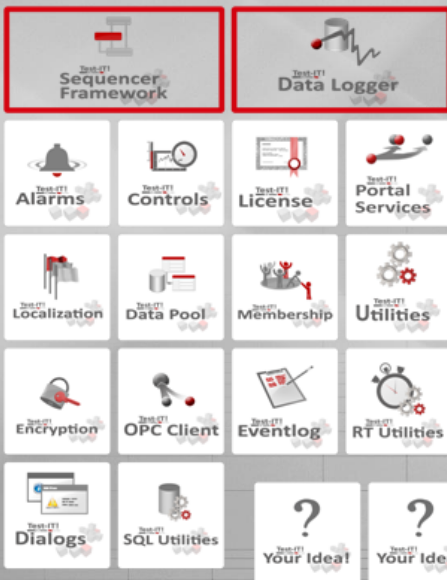 Test-IT!
Sequencer
Framework
Test-IT!
Data Logger
Test-IT!
Alarms
Test-IT!
Controls
Test-IT!
License
Test-IT!
Portal
Services
Test-IT!
Localization
Test-IT!
Data Pool
Test-IT!
Membership
Test-IT!
Utilities
Test-IT!
Encryption
Test-IT!
OPC Client
Test-IT!
Eventlog
Test-IT!
RT Utilities
Test-IT!
Dialogs
Test-IT!
SQL Utilities
?
Test-IT!
Your Idea!
?
Test-IT!
Your Ide